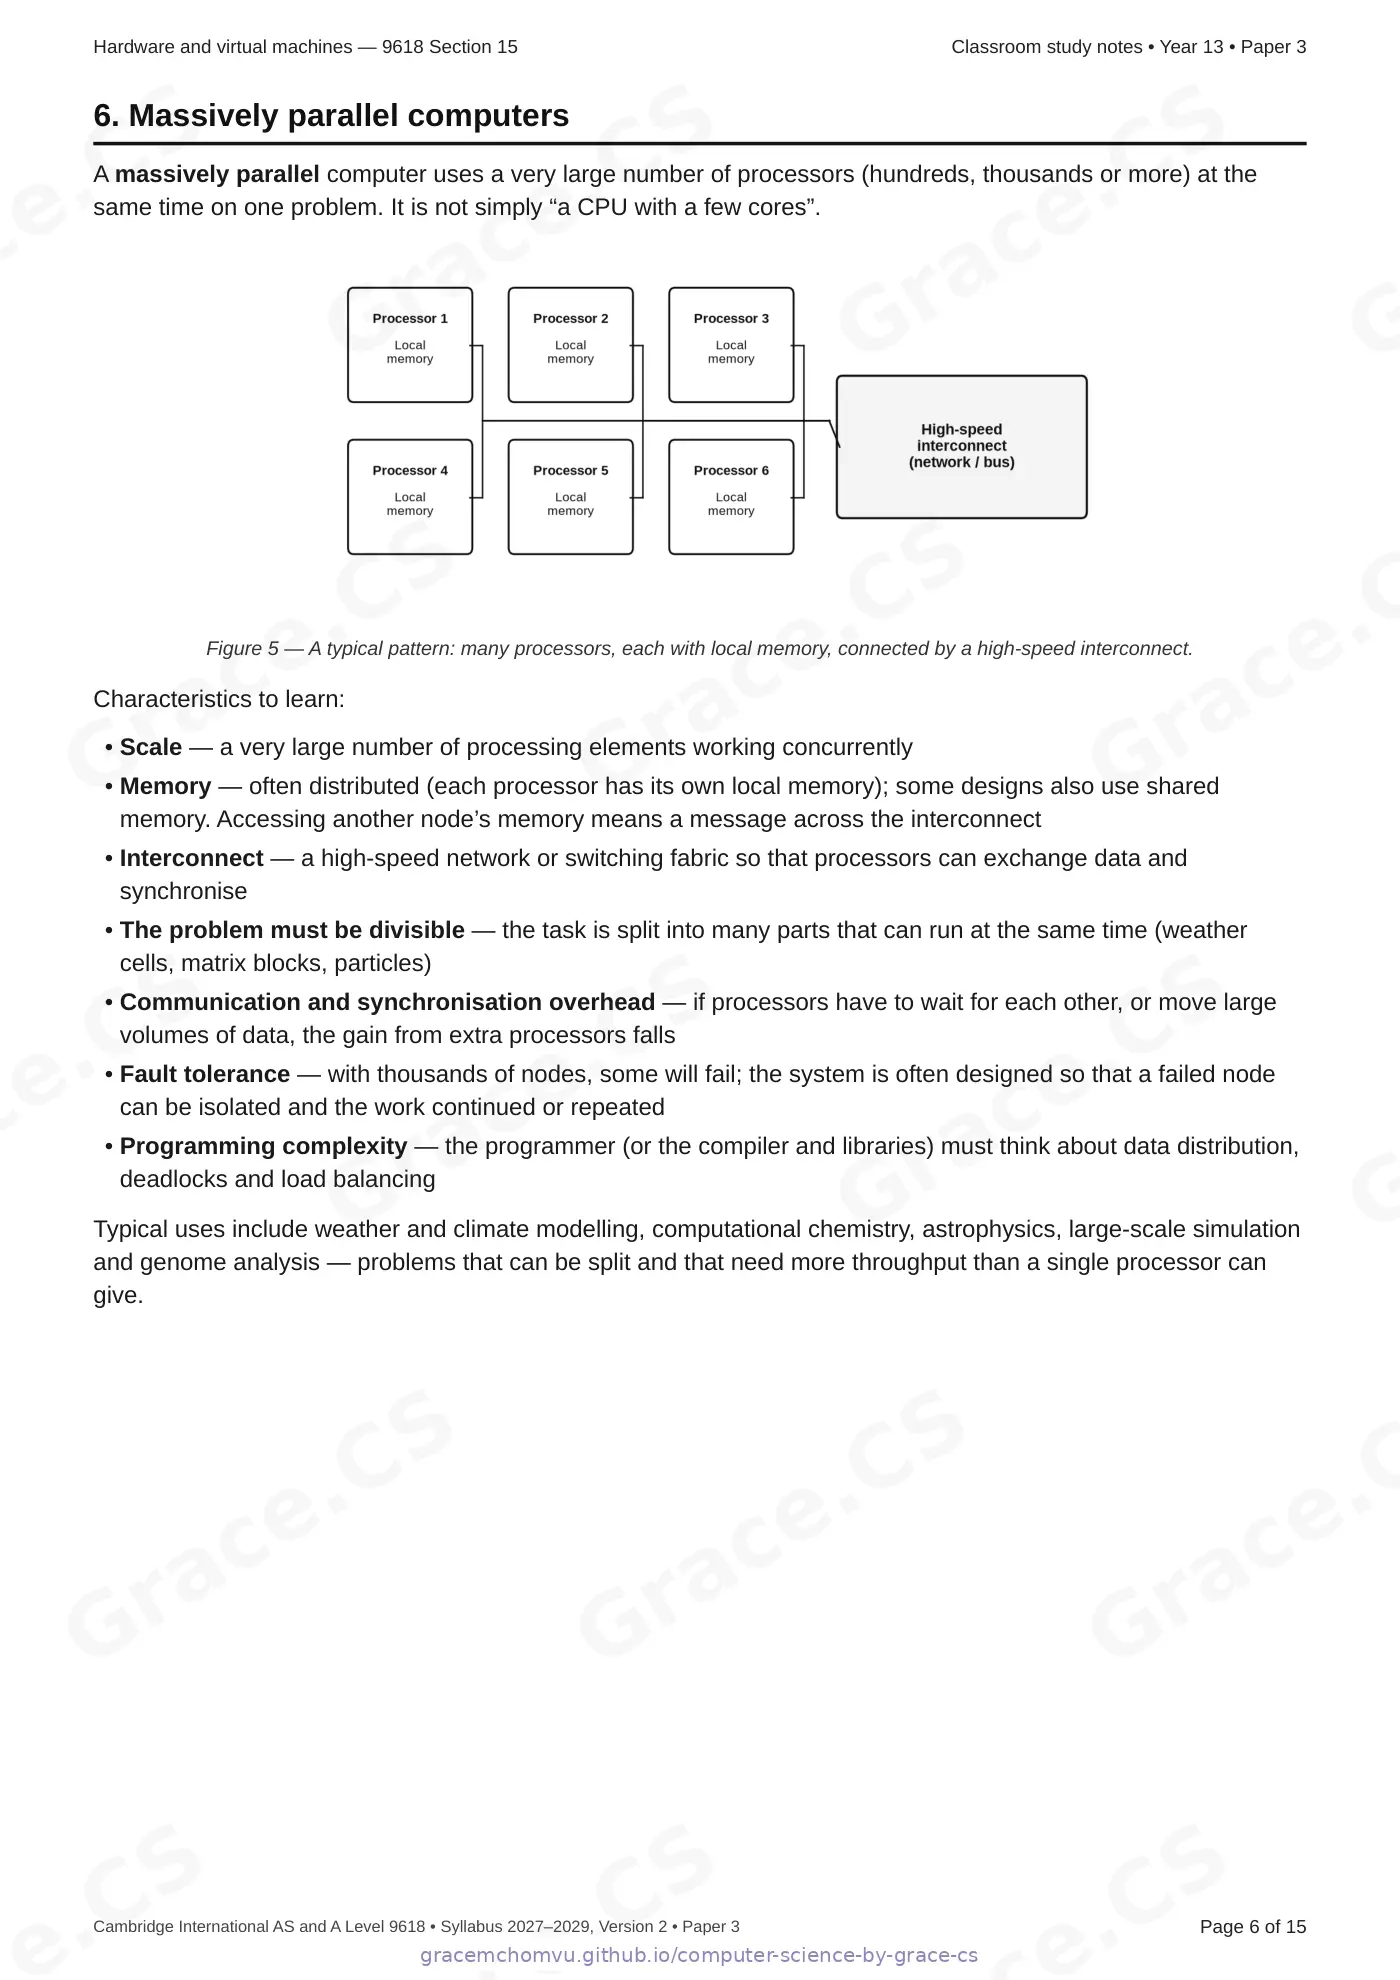 Hardware and virtual machines — 9618 Section 15
Classroom study notes • Year 13 • Paper 3
6. Massively parallel computers
A massively parallel computer uses a very large number of processors (hundreds, thousands or more) at the
same time on one problem. It is not simply “a CPU with a few cores”.
Processor 1
Local
memory
Processor 2
Local
memory
Processor 3
Local
memory
High-speed
interconnect
(network / bus)
Processor 4
Local
memory
Processor 5
Local
memory
Processor 6
Local
memory
Figure 5 — A typical pattern: many processors, each with local memory, connected by a high-speed interconnect.
Characteristics to learn:
• Scale — a very large number of processing elements working concurrently
• Memory — often distributed (each processor has its own local memory); some designs also use shared
memory. Accessing another node’s memory means a message across the interconnect
• Interconnect — a high-speed network or switching fabric so that processors can exchange data and
synchronise
• The problem must be divisible — the task is split into many parts that can run at the same time (weather
cells, matrix blocks, particles)
• Communication and synchronisation overhead — if processors have to wait for each other, or move large
volumes of data, the gain from extra processors falls
• Fault tolerance — with thousands of nodes, some will fail; the system is often designed so that a failed node
can be isolated and the work continued or repeated
• Programming complexity — the programmer (or the compiler and libraries) must think about data distribution,
deadlocks and load balancing
Typical uses include weather and climate modelling, computational chemistry, astrophysics, large-scale simulation
and genome analysis — problems that can be split and that need more throughput than a single processor can
give.
Cambridge International AS and A Level 9618 • Syllabus 2027–2029, Version 2 • Paper 3
Page 6 of 15
gracemchomvu.github.io/computer-science-by-grace-cs
Grace.CS